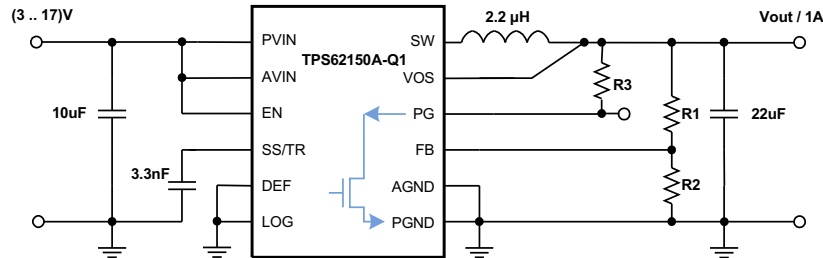 (3 .. 17)V
2.2 µH
Vout / 1A
PVIN
SW
TPS62150A-Q1
AVIN
VOS
R3
10uF
EN
PG
R1
22uF
SS/TR
FB
3.3nF
DEF
AGND
R2
LOG
PGND